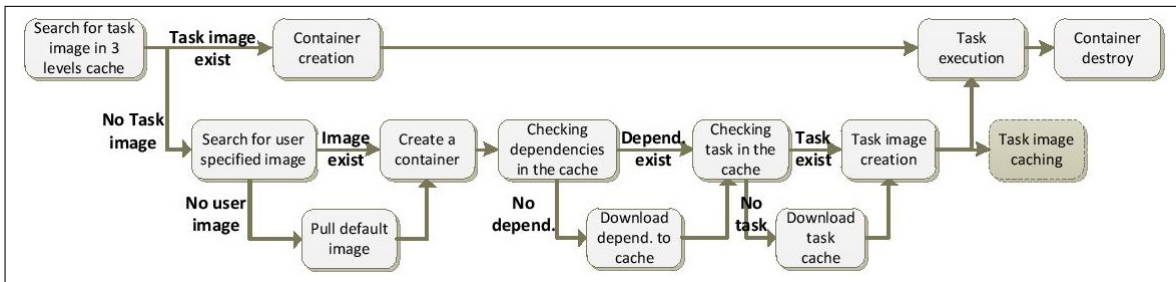 Search for task
image in 3
levels cache
Task image
exist
Container
creation
Task
execution
Container
destroy
No Task
image
Search for user
specified image
Image
exist
Create a
container
Checking
dependencies
in the cache
Depend.
exist
Checking
task in the
cache
Task
exist
Task image
creation
Task image
caching
No user
image
Pull default
image
No
depend.
Download
depend. to
cache
No
task
Download
task
cache